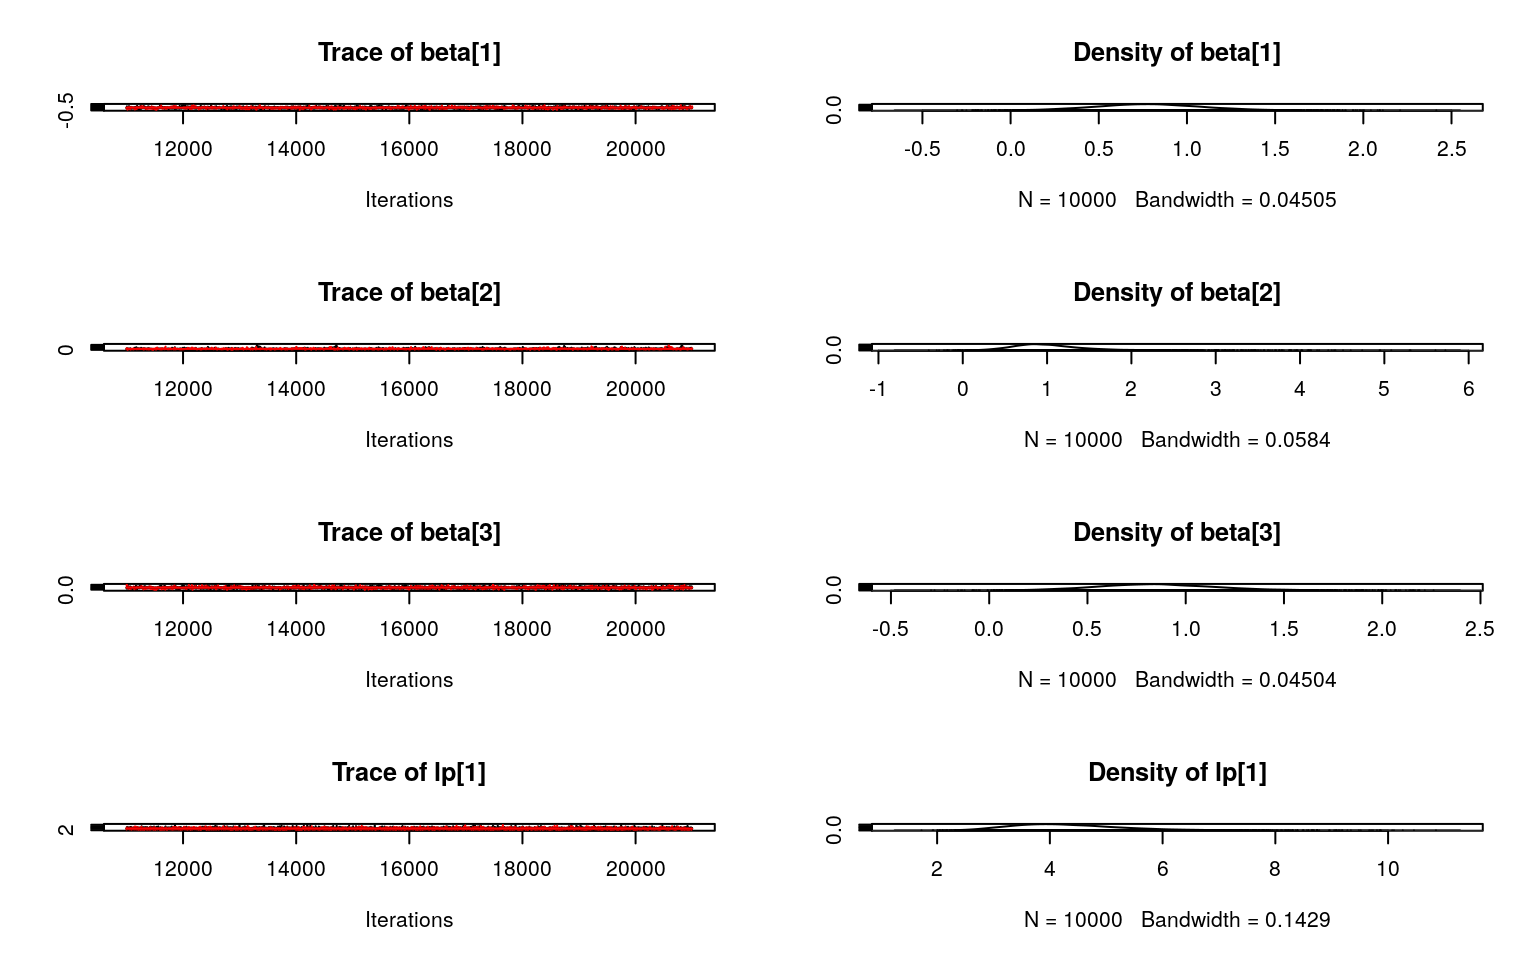 Trace of beta[1]
-0.5
12000 14000 16000 18000 20000
Iterations
Density of beta[1]
0.0
-0.5 0.0 0.5 1.0 1.5 2.0 2.5
N = 10000 Bandwidth = 0.04505
Trace of beta[2]
0
12000 14000 16000 18000 20000
Iterations
Density of beta[2]
0.0
-1 0 1 2 3 4 5 6
N = 10000 Bandwidth = 0.0584
Trace of beta[3]
0.0
12000 14000 16000 18000 20000
Iterations
Density of beta[3]
0.0
-0.5 0.0 0.5 1.0 1.5 2.0 2.5
N = 10000 Bandwidth = 0.04504
Trace of lp[1]
2
12000 14000 16000 18000 20000
Iterations
Density of lp[1]
0.0
2 4 6 8 10
N = 10000 Bandwidth = 0.1429